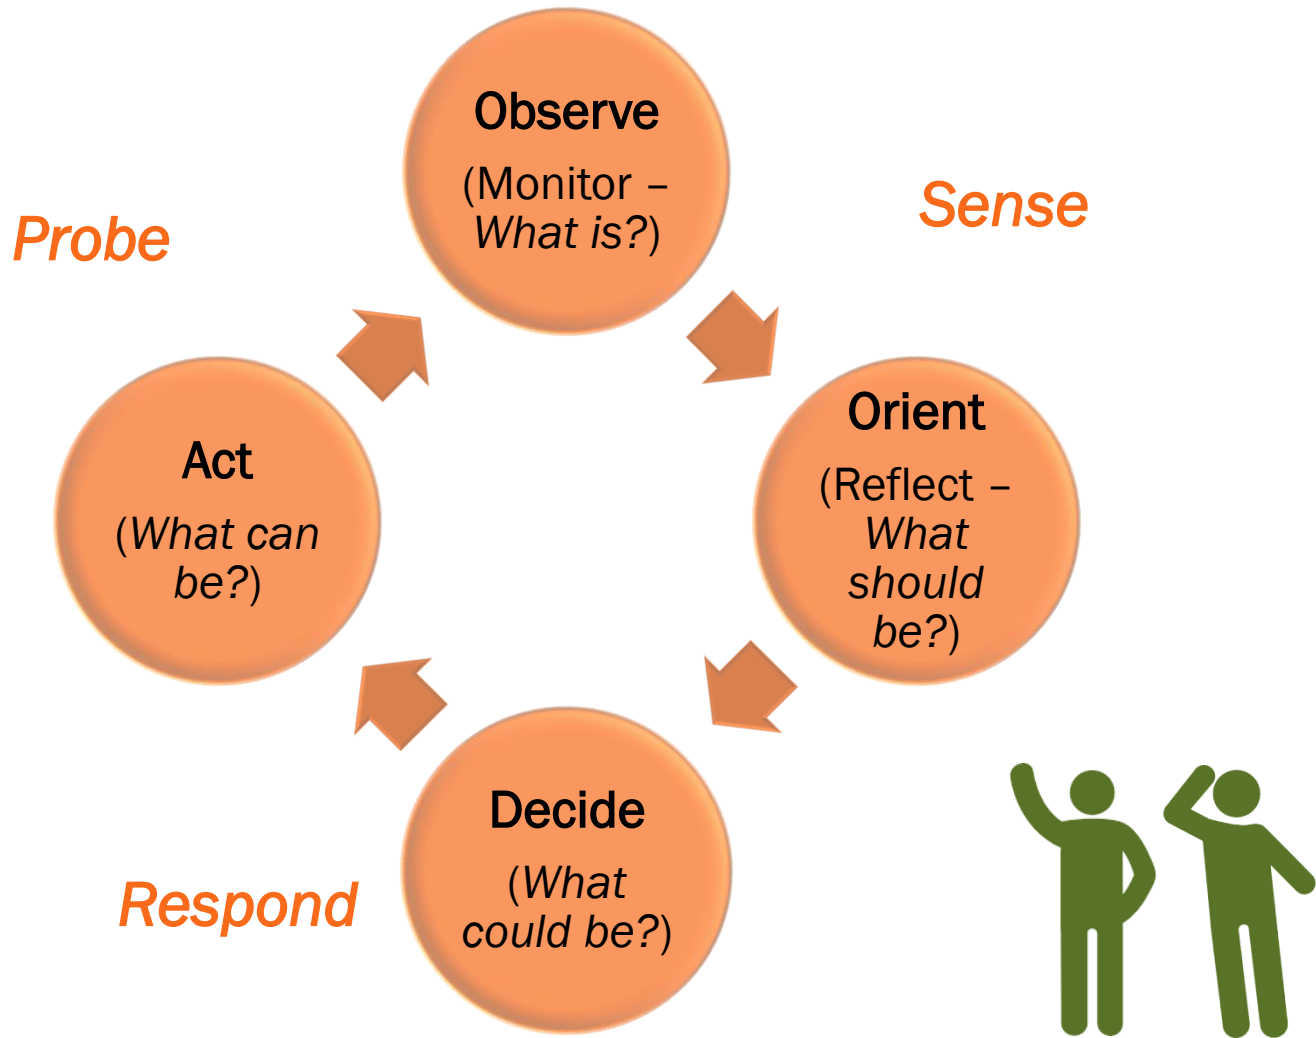 Observe
(Monitor –
What is?)
Sense
Probe
Orient
(Reflect –
What
should
be?)
Act
(What can
be?)
Decide
(What
could be?)
Respond